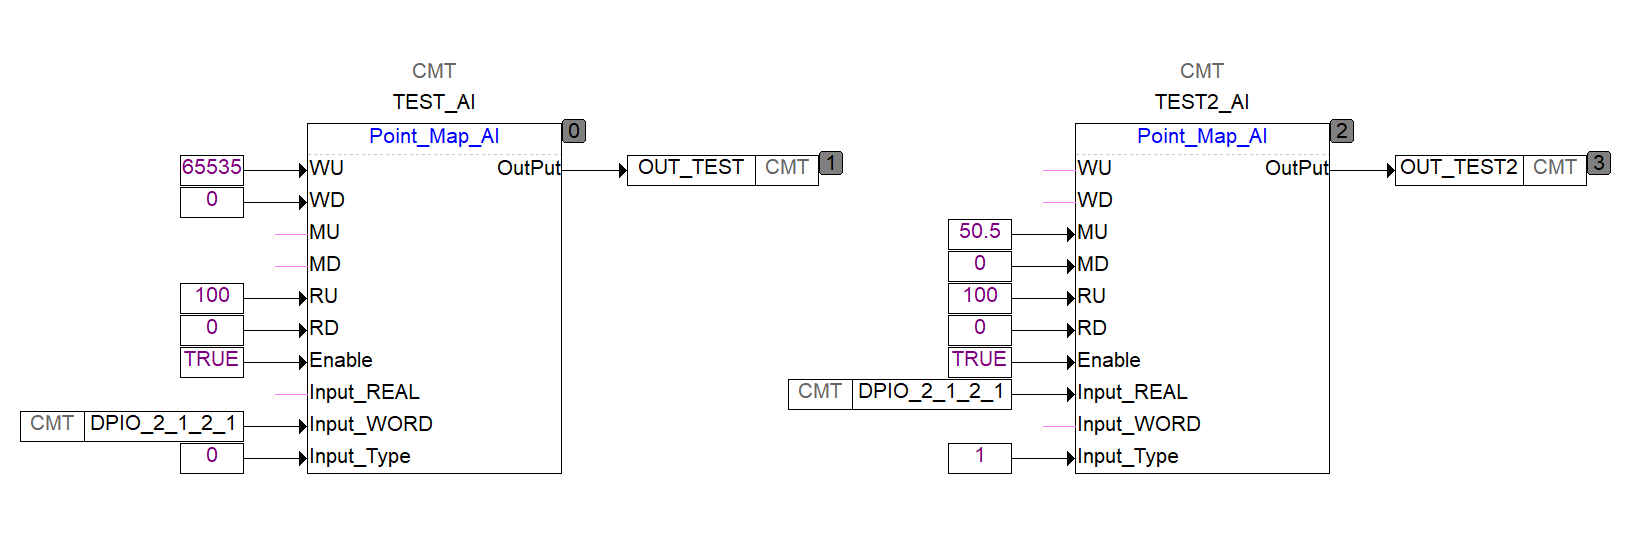 CMT
TEST_AI
Point_Map_AI 0
65535 WU OutPut OUT_TEST CMT 1
0 WD
MU
MD
100 RU
0 RD
TRUE Enable
Input_REAL
CMT DPIO_2_1_2_1 Input_WORD
0 Input_Type
CMT
TEST2_AI
Point_Map_AI 2
WU OutPut OUT_TEST2 CMT 3
WD
50.5 MU
0 MD
100 RU
0 RD
TRUE Enable
CMT DPIO_2_1_2_1 Input_REAL
Input_WORD
1 Input_Type